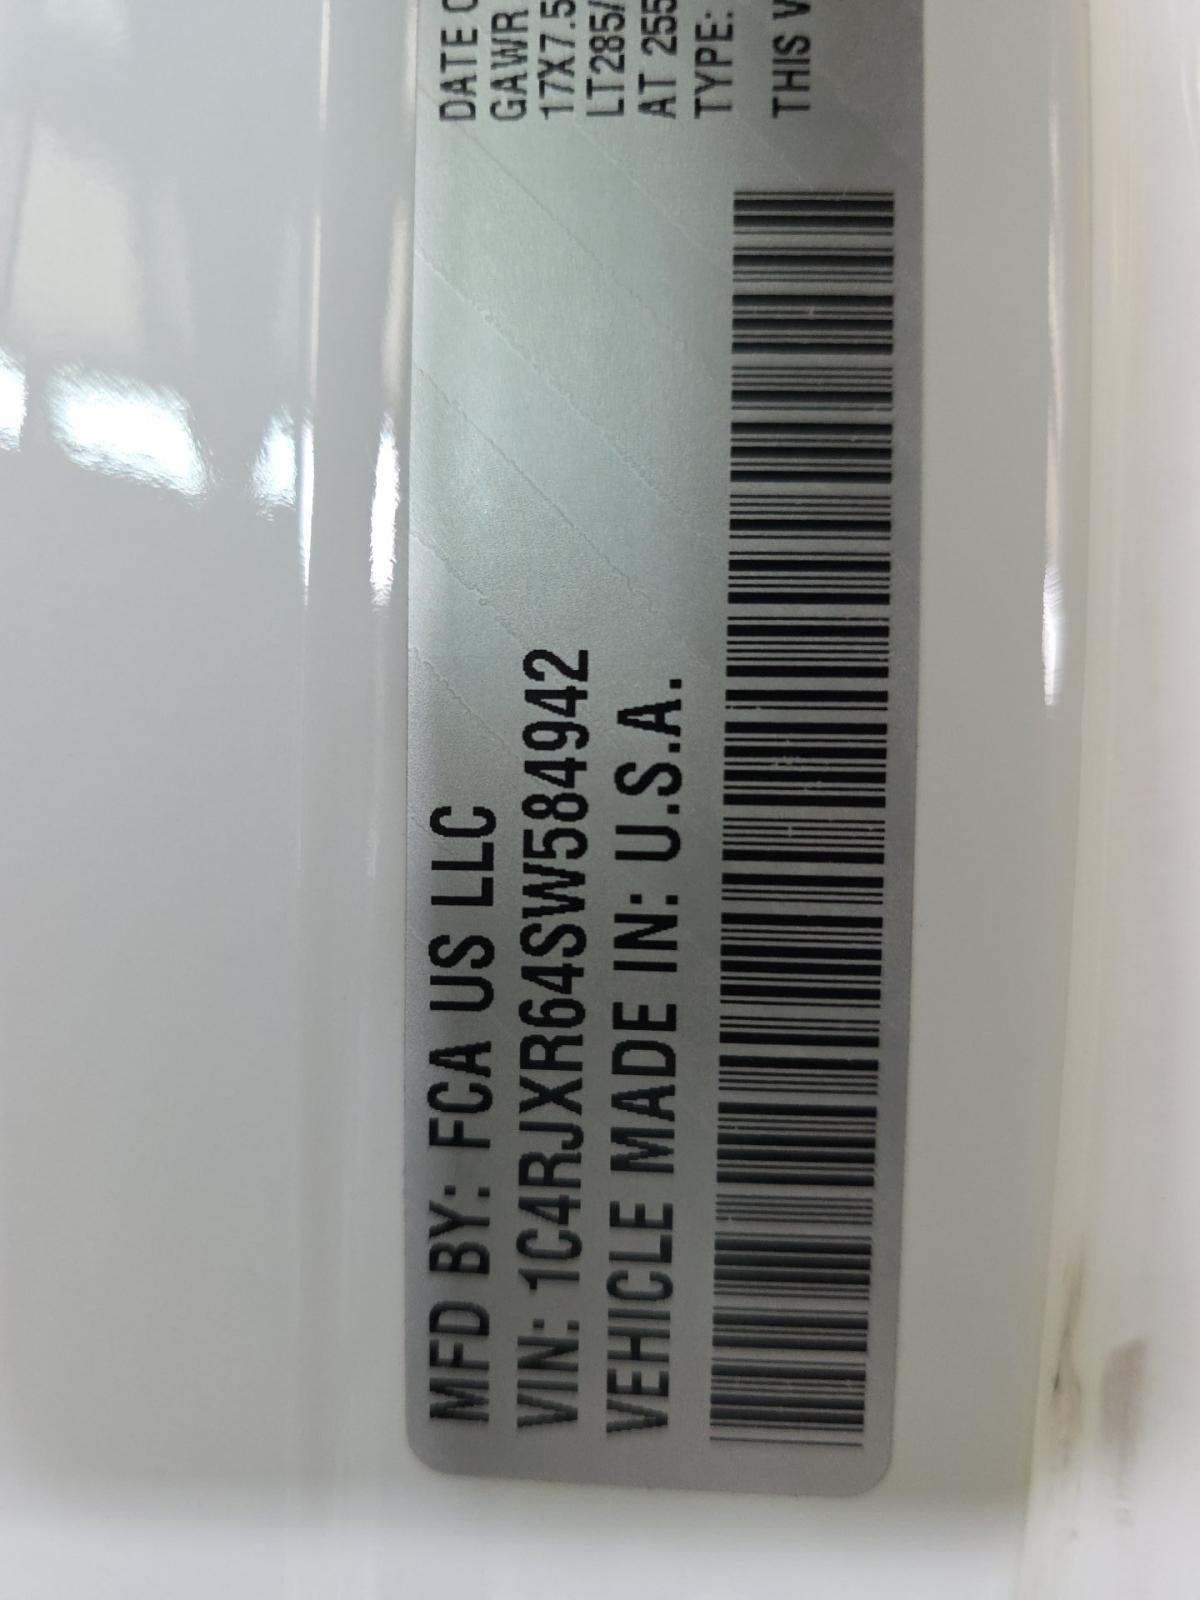 MFD BY: FCA US LLC
VIN: 1C4RJXR64SW584942
VEHICLE MADE IN: U.S.A.
DATE O
GAWR
17X7.5
LT285/
AT 255
TYPE:
THIS V